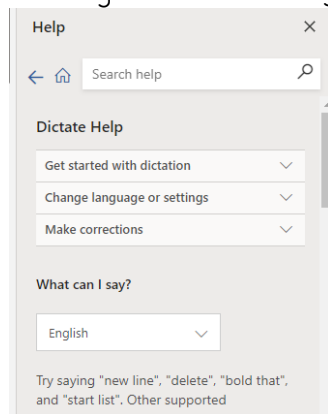 Help
Search help
Dictate Help
Get started with dictation
Change language or settings
Make corrections
What can I say?
English
Try saying "new line", "delete", "bold that",
and "start list". Other supported